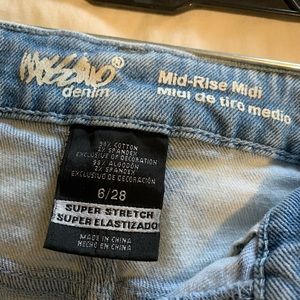 MOSSIMO
denim
Mid-Rise Midi
Midi de tiro medio
98% COTTON
2% SPANDEX
EXCLUSIVE OF DECORATION
98% ALGODÓN
2% SPANDEX
EXCLUSIVO DE DECORACIÓN
6/28
SUPER STRETCH
SUPER ELASTIZADO
MADE IN CHINA
HECHO EN CHINA